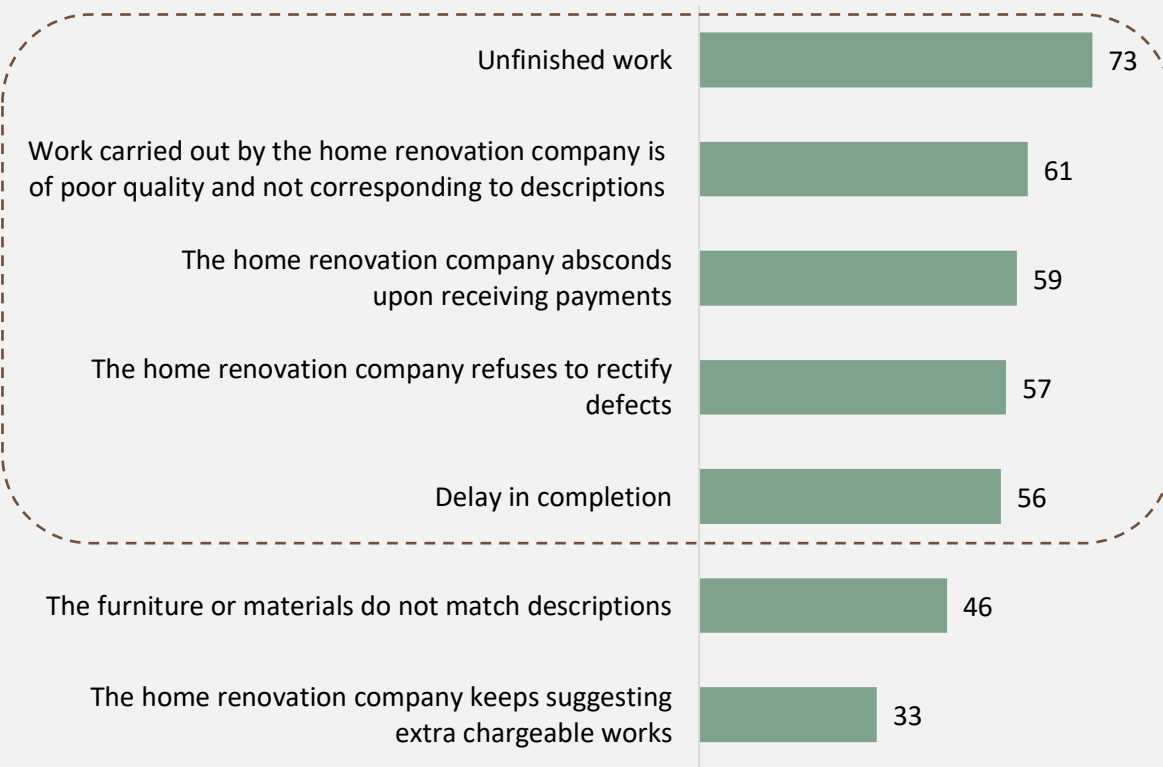 Unfinished work
73
Work carried out by the home renovation company is
of poor quality and not corresponding to descriptions
61
The home renovation company absconds
upon receiving payments
59
The home renovation company refuses to rectify
defects
57
Delay in completion
56
The furniture or materials do not match descriptions
46
The home renovation company keeps suggesting
extra chargeable works
33